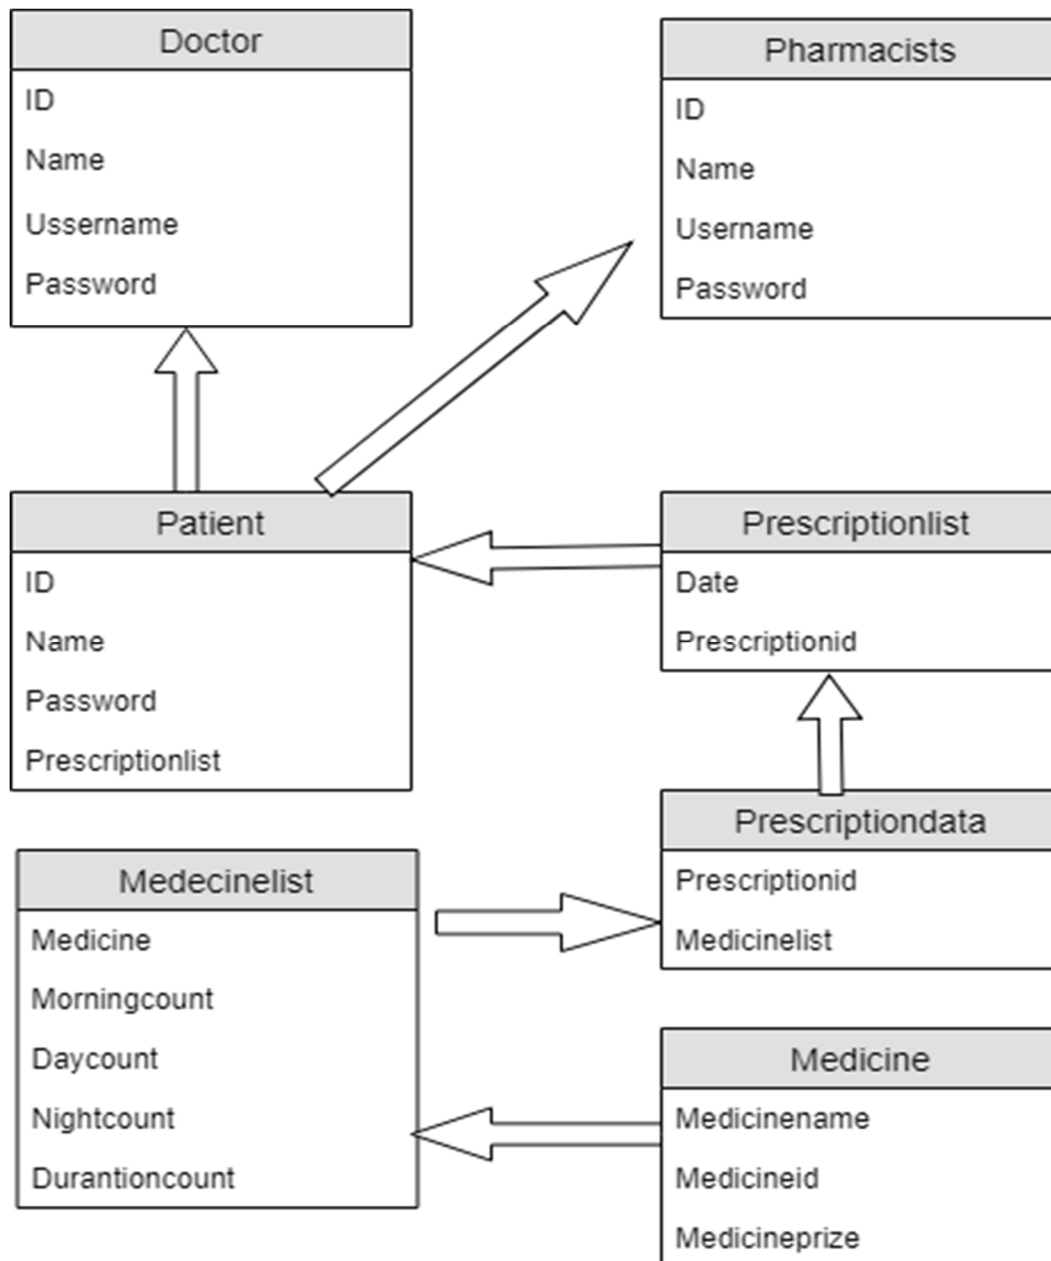 Doctor
ID
Name
Ussername
Password
Pharmacists
ID
Name
Username
Password
Patient
ID
Name
Password
Prescriptionlist
Prescriptionlist
Date
Prescriptionid
Prescriptiondata
Prescriptionid
Medicinelist
Medecinelist
Medicine
Morningcount
Daycount
Nightcount
Durantioncount
Medicine
Medicinename
Medicineid
Medicineprize